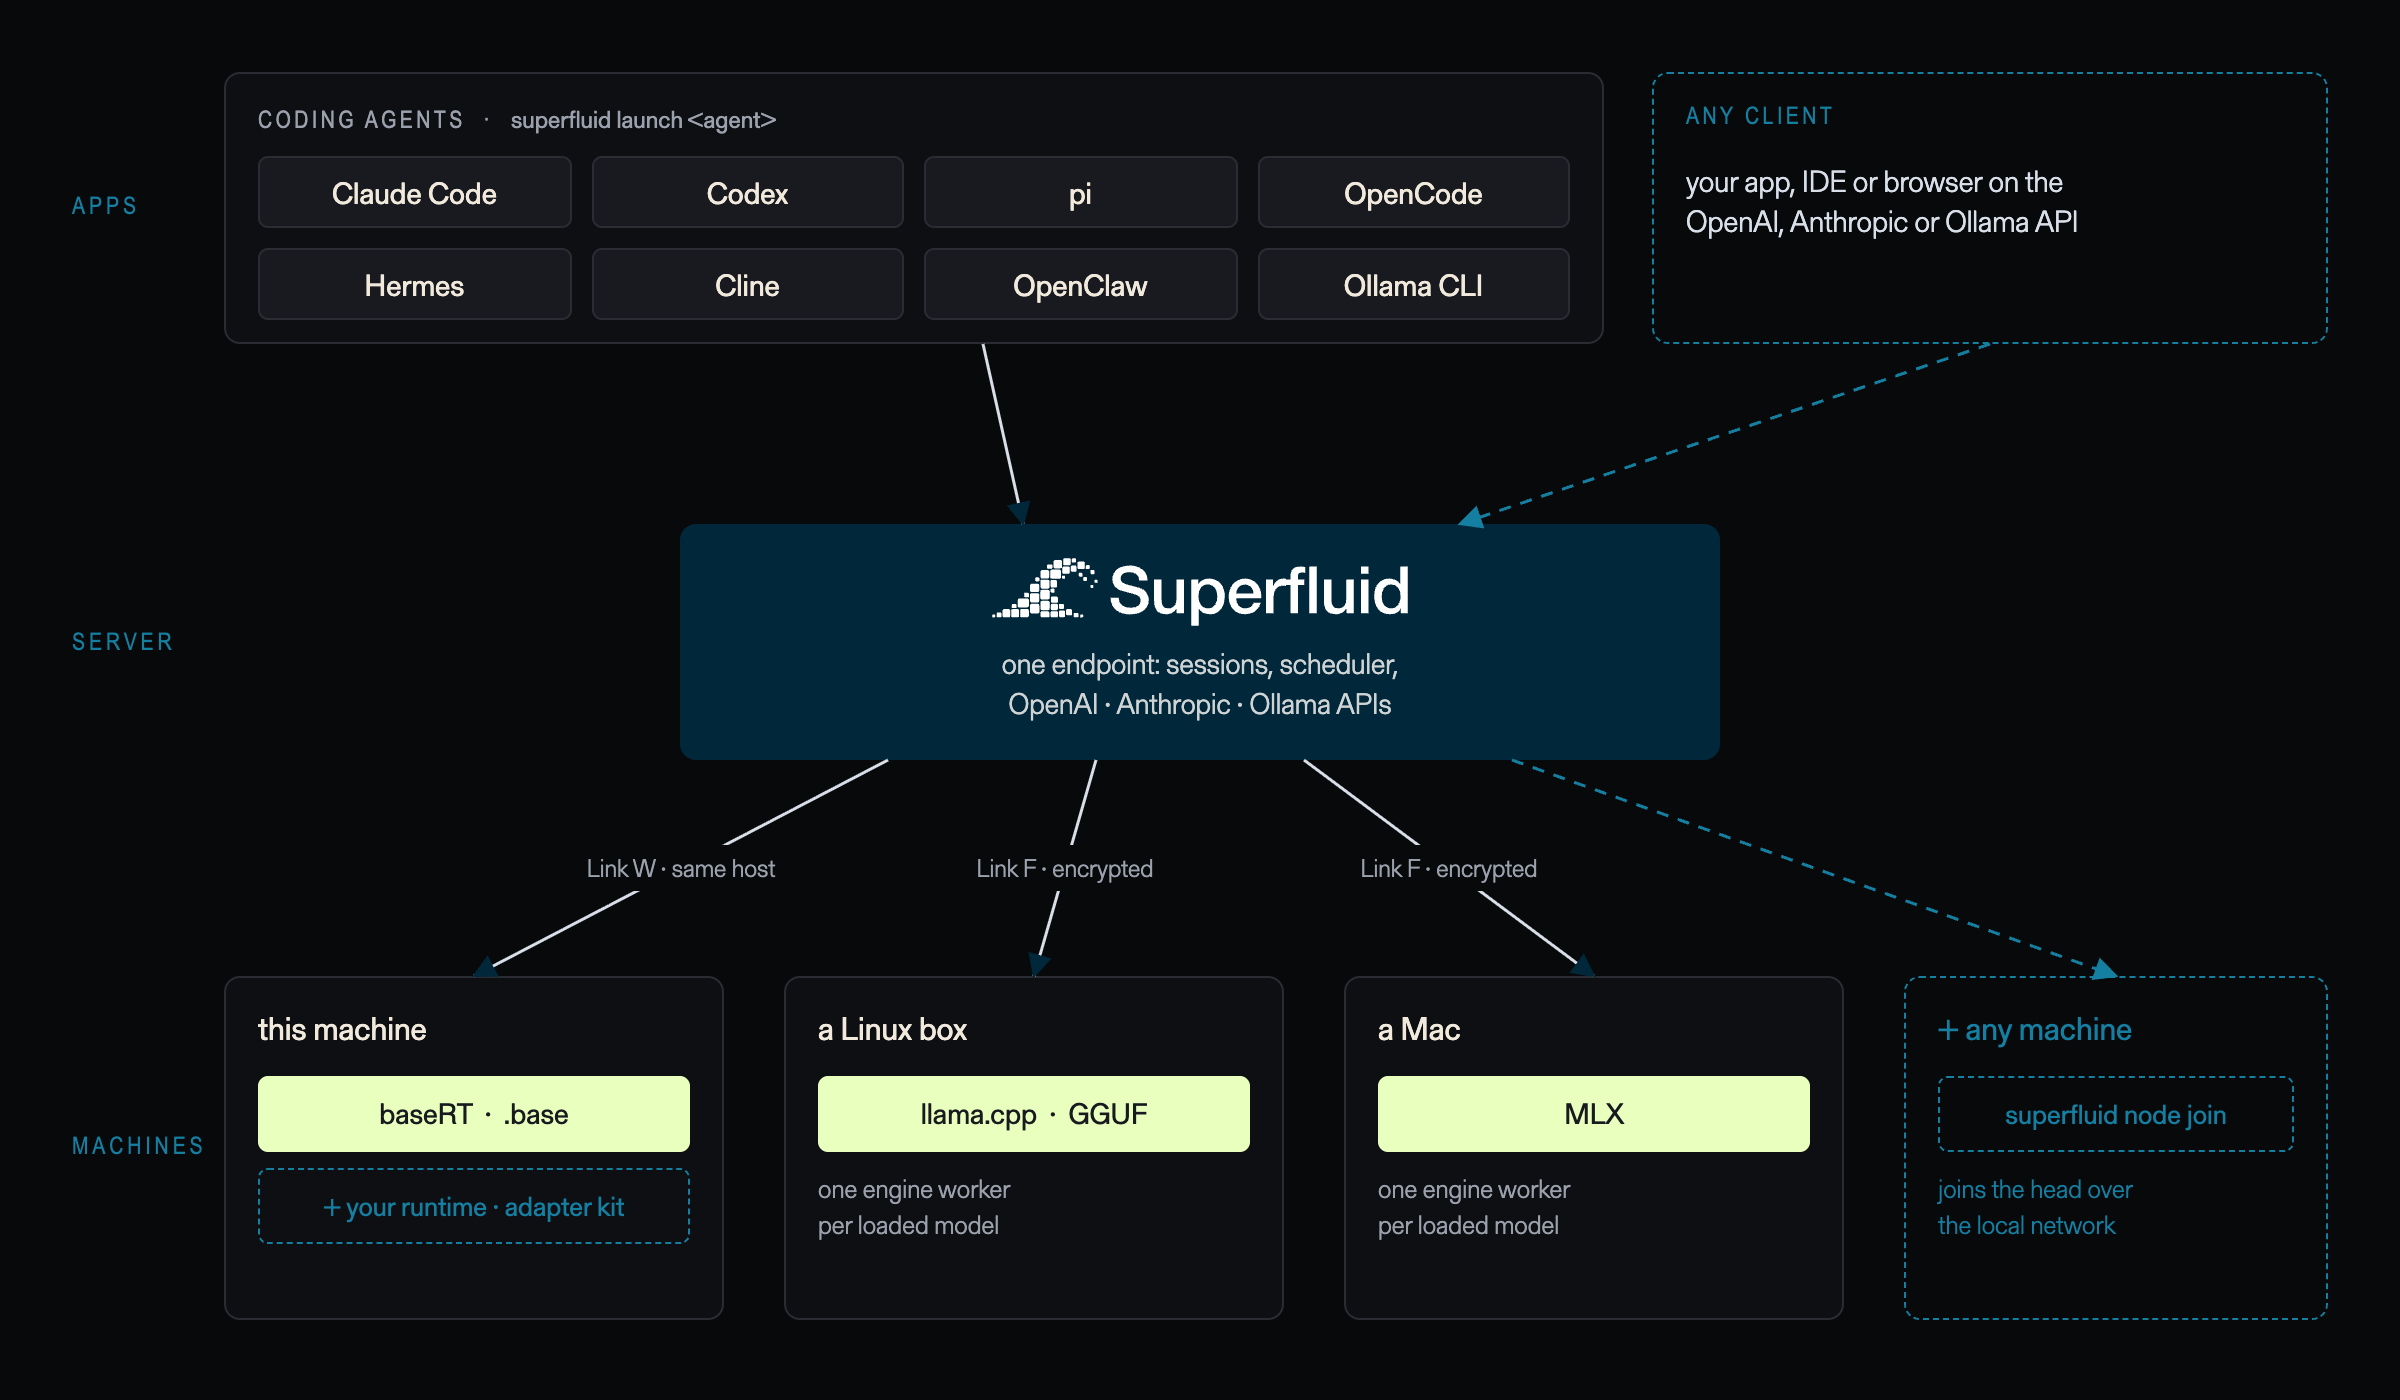 CODING AGENTS · superfluid launch <agent>
ANY CLIENT
APPS
Claude Code
Codex
pi
OpenCode
Hermes
Cline
OpenClaw
Ollama CLI
your app, IDE or browser on the
OpenAI, Anthropic or Ollama API
SERVER
Superfluid
one endpoint: sessions, scheduler,
OpenAI · Anthropic · Ollama APIs
Link W · same host
Link F · encrypted
Link F · encrypted
MACHINES
this machine
baseRT · .base
+ your runtime · adapter kit
a Linux box
llama.cpp · GGUF
one engine worker
per loaded model
a Mac
MLX
one engine worker
per loaded model
+ any machine
superfluid node join
joins the head over
the local network